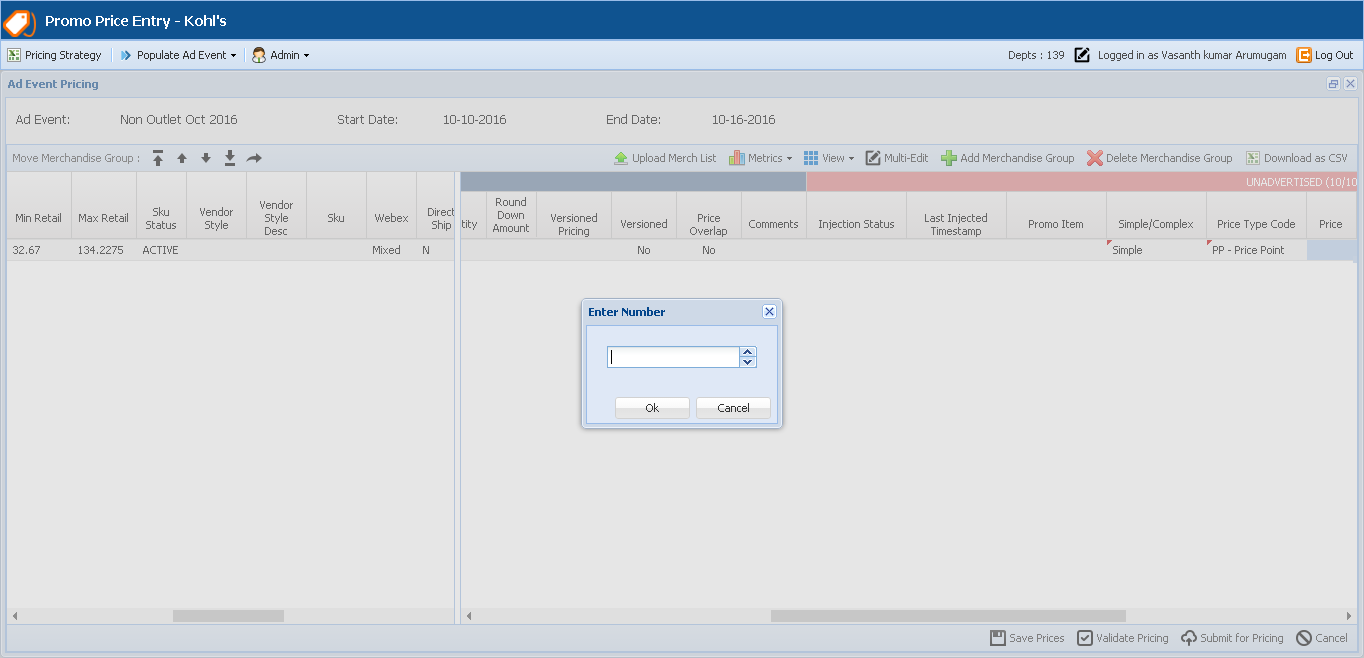 Promo Price Entry - Kohl's
Pricing Strategy Populate Ad Event Admin Depts : 139 Logged in as Vasanth kumar Arumugam Log Out
Ad Event Pricing
Ad Event: Non Outlet Oct 2016 Start Date: 10-10-2016 End Date: 10-16-2016
Move Merchandise Group : Upload Merch List Metrics View Multi-Edit Add Merchandise Group Delete Merchandise Group Download as CSV
UNADVERTISED (10/10
Min Retail Max Retail Sku Status Vendor Style Vendor Style Desc Sku Webex Direct Ship tity Round Down Amount Versioned Pricing Versioned Price Overlap Comments Injection Status Last Injected Timestamp Promo Item Simple/Complex Price Type Code Price
32.67 134.2275 ACTIVE Mixed N No No Simple PP - Price Point
Enter Number
Ok Cancel
Save Prices Validate Pricing Submit for Pricing Cancel